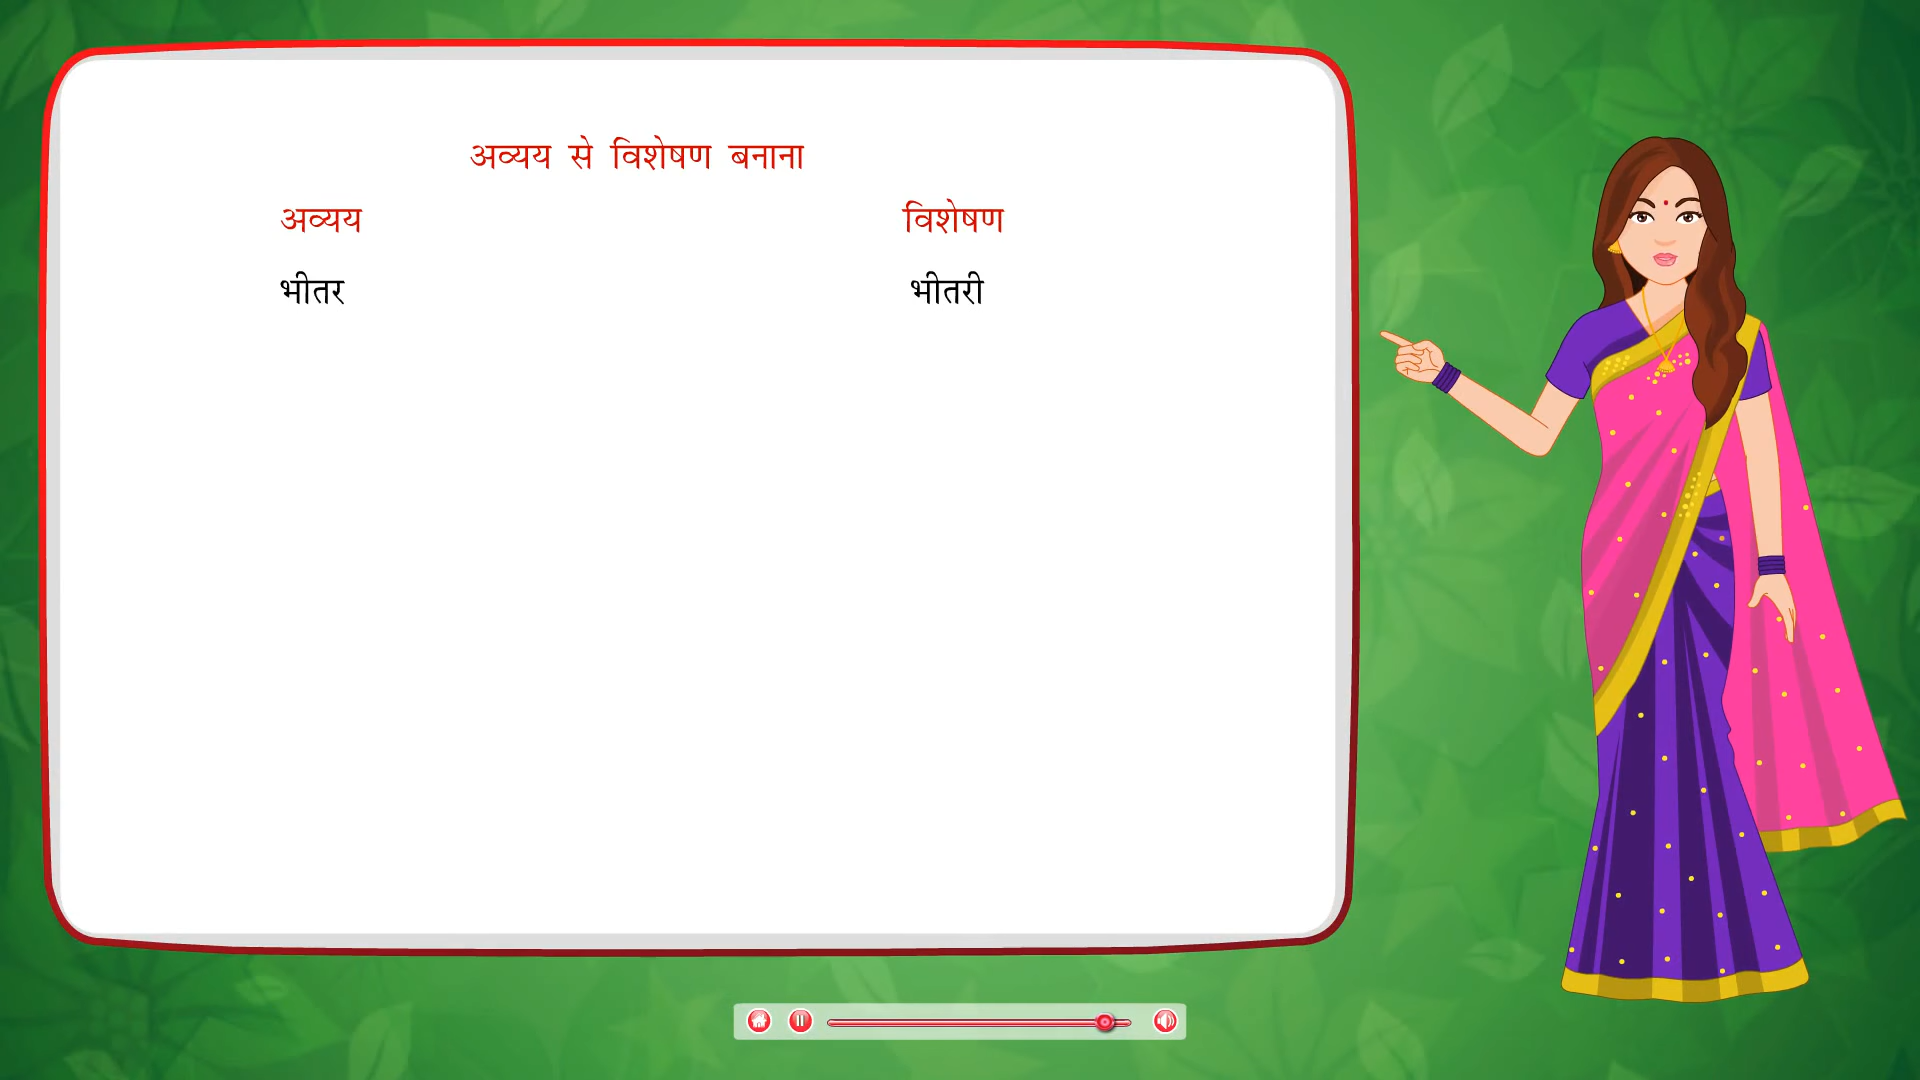 अव्यय से विशेषण बनाना
अव्यय विशेषण
भीतर भीतरी